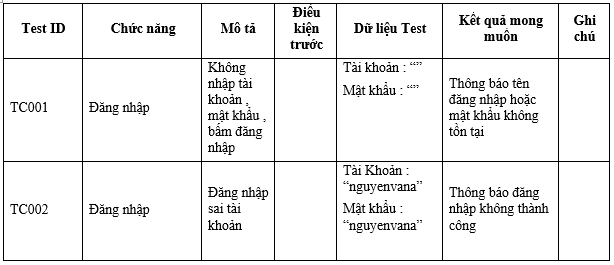 Test ID
Chức năng
Mô tả
Điều
kiện
trước
Dữ liệu Test
Kết quả mong
muốn
Ghi
chú
TC001
Đăng nhập
Không
nhập tài
khoản ,
mật khẩu ,
bấm đăng
nhập
Tài khoản : “”
Mật khẩu : “”
Thông báo tên
đăng nhập hoặc
mật khẩu không
tồn tại
TC002
Đăng nhập
Đăng nhập
sai tài
khoản
Tài Khoản :
“nguyenvana”
Mật khẩu :
“nguyenvana”
Thông báo đăng
nhập không thành
công